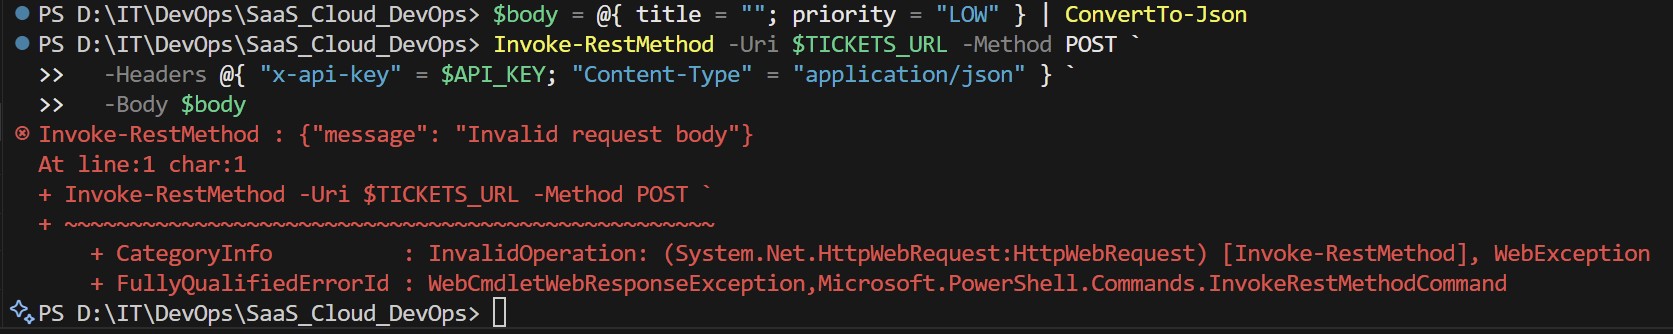 PS D:\IT\DevOps\SaaS_Cloud_DevOps> $body = @{ title = ""; priority = "LOW" } | ConvertTo-Json
PS D:\IT\DevOps\SaaS_Cloud_DevOps> Invoke-RestMethod -Uri $TICKETS_URL -Method POST `
>>   -Headers @{ "x-api-key" = $API_KEY; "Content-Type" = "application/json" } `
>>   -Body $body
Invoke-RestMethod : {"message": "Invalid request body"}
At line:1 char:1
+ Invoke-RestMethod -Uri $TICKETS_URL -Method POST `
+ ~~~~~~~~~~~~~~~~~~~~~~~~~~~~~~~~~~~~~~~~~~~~~~~~~~
    + CategoryInfo          : InvalidOperation: (System.Net.HttpWebRequest:HttpWebRequest) [Invoke-RestMethod], WebException
    + FullyQualifiedErrorId : WebCmdletWebResponseException,Microsoft.PowerShell.Commands.InvokeRestMethodCommand
PS D:\IT\DevOps\SaaS_Cloud_DevOps>